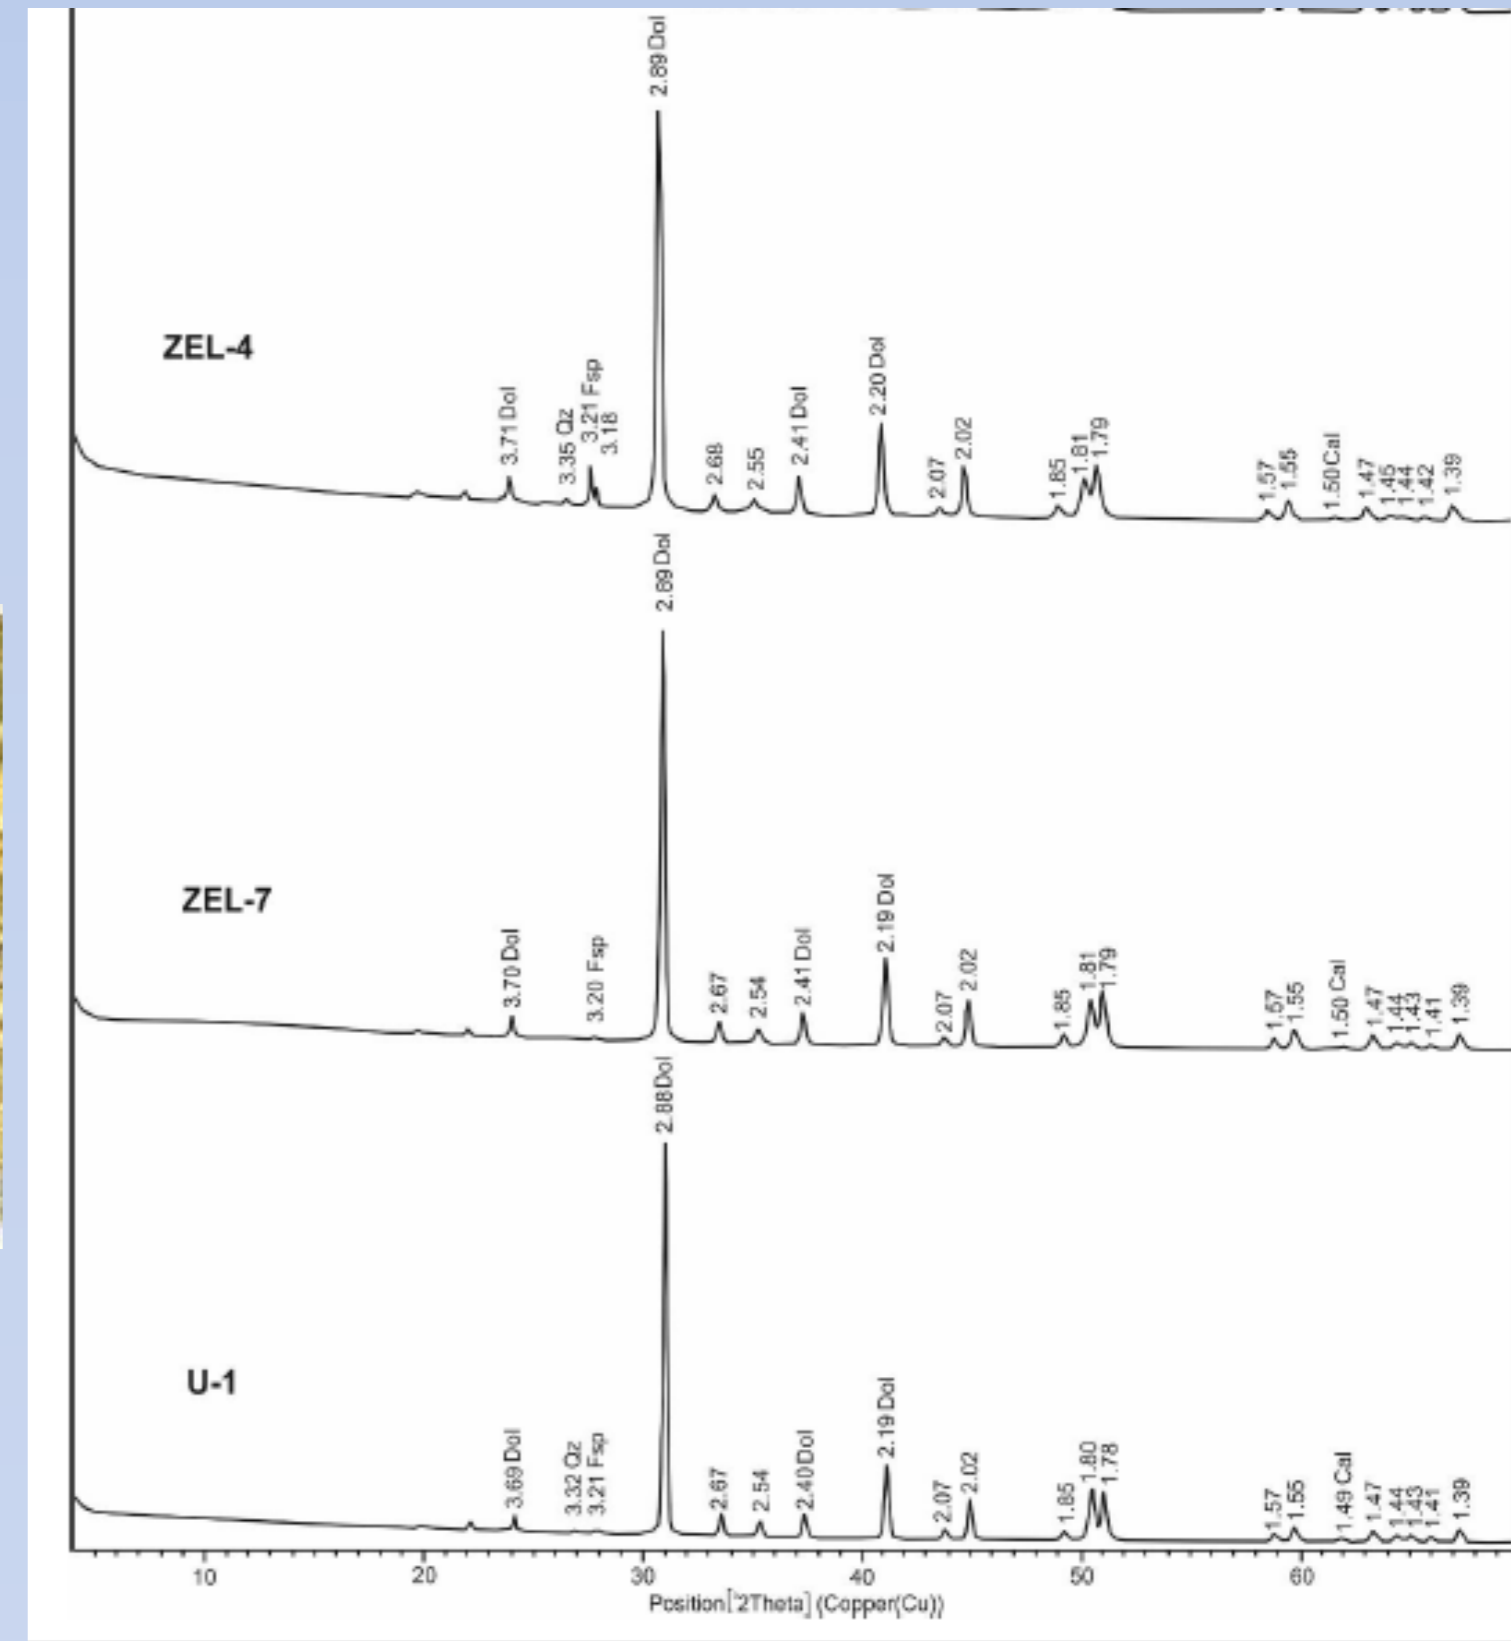 2.89 Dol
ZEL-4
3.71 Dol
3.35 Qz
3.21 Fsp
3.18
2.68
2.55
2.41 Dol
2.20 Dol
2.07
2.02
1.85
1.81
1.79
1.57
1.55
1.50 Cal
1.47
1.45
1.44
1.42
1.39
2.89 Dol
ZEL-7
3.70 Dol
3.20 Fsp
2.67
2.54
2.41 Dol
2.19 Dol
2.07
2.02
1.85
1.81
1.79
1.57
1.55
1.50 Cal
1.47
1.44
1.43
1.41
1.39
2.88 Dol
U-1
3.69 Dol
3.32 Qz
3.21 Fsp
2.67
2.54
2.40 Dol
2.19 Dol
2.07
2.02
1.85
1.80
1.78
1.57
1.55
1.49 Cal
1.47
1.44
1.43
1.41
1.39
10 20 30 40 50 60
Position [°2Theta] (Copper(Cu))